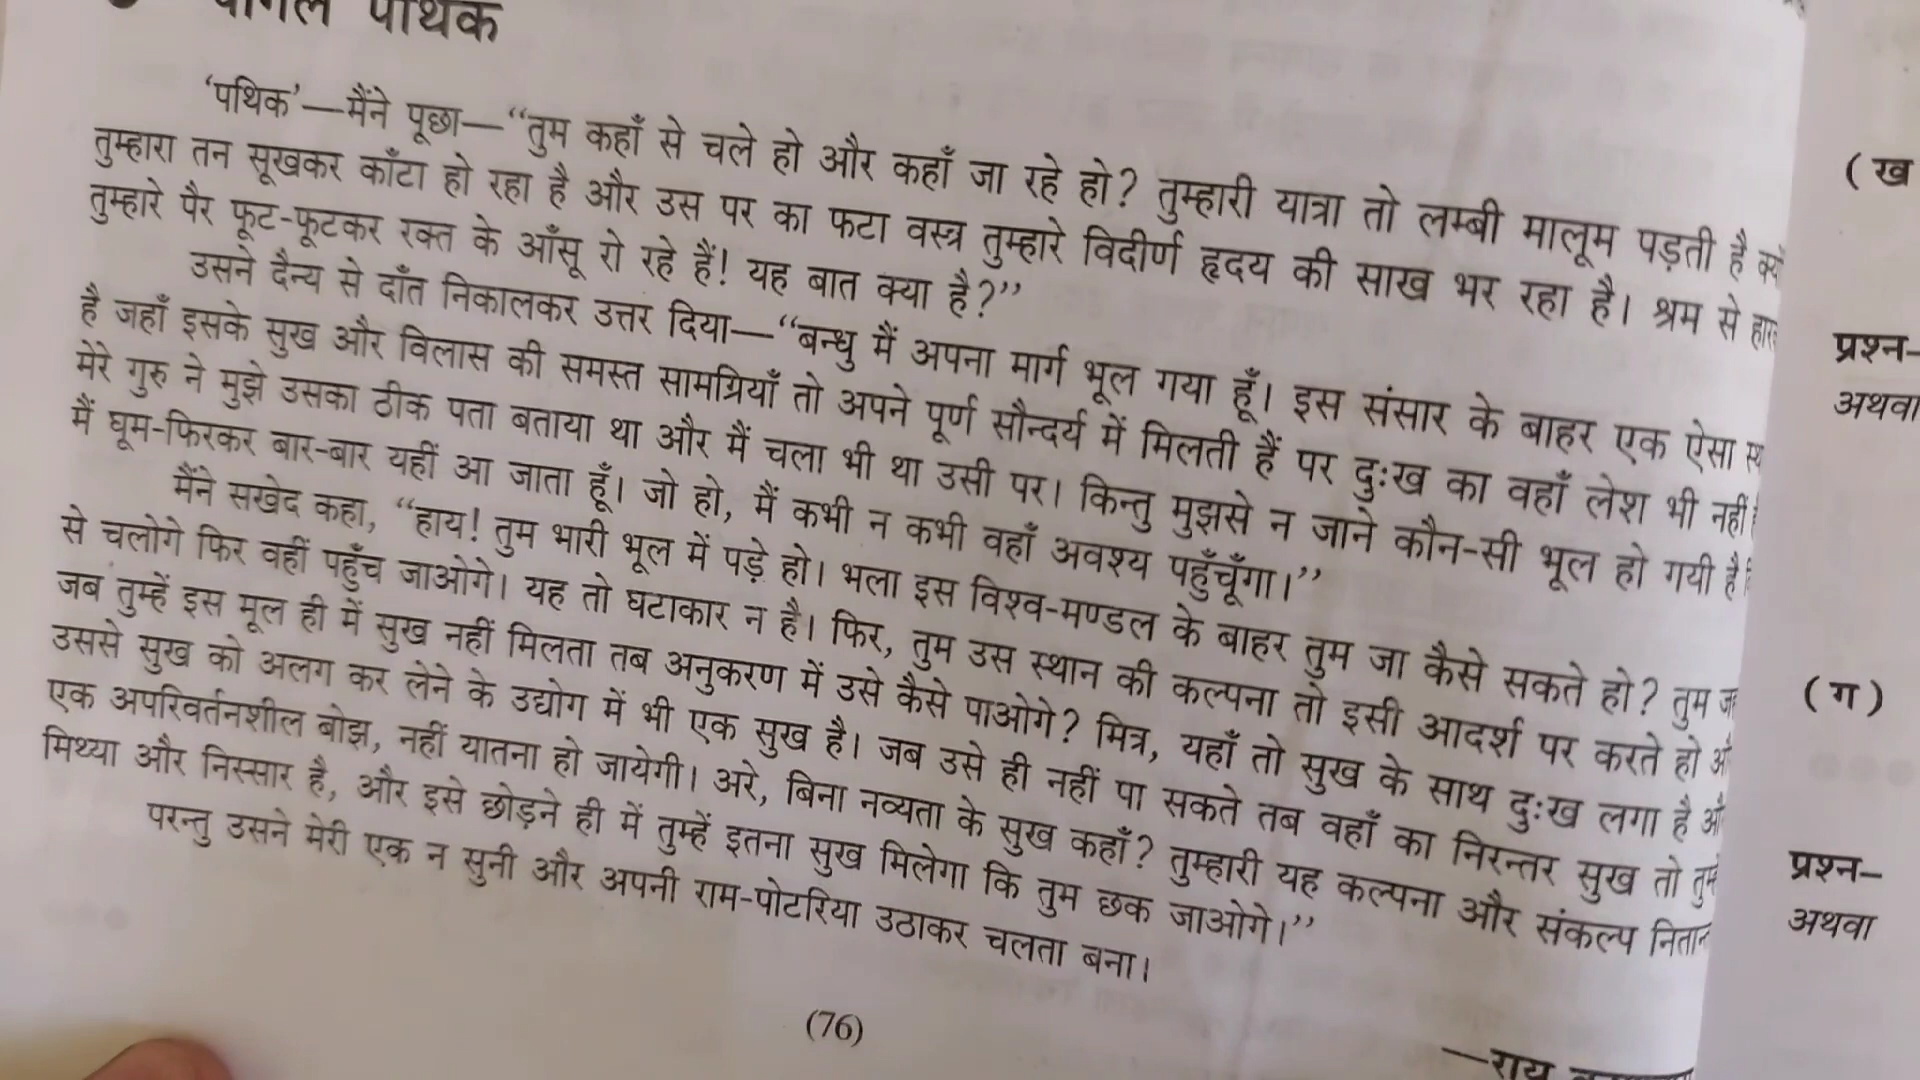 पागल पथिक
‘पथिक’—मैंने पूछा—“तुम कहाँ से चले हो और कहाँ जा रहे हो? तुम्हारी यात्रा तो लम्बी मालूम पड़ती है
तुम्हारा तन सूखकर काँटा हो रहा है और उस पर का फटा वस्त्र तुम्हारे विदीर्ण हृदय की साख भर रहा है। श्रम से
तुम्हारे पैर फूट-फूटकर रक्त के आँसू रो रहे हैं! यह बात क्या है?”
उसने दैन्य से दाँत निकालकर उत्तर दिया—“बन्धु मैं अपना मार्ग भूल गया हूँ। इस संसार के बाहर एक ऐसा
है जहाँ इसके सुख और विलास की समस्त सामग्रियाँ तो अपने पूर्ण सौन्दर्य में मिलती हैं पर दुःख का वहाँ लेश भी नहीं
मेरे गुरु ने मुझे उसका ठीक पता बताया था और मैं चला भी था उसी पर। किन्तु मुझसे न जाने कौन-सी भूल हो गयी है
मैं घूम-फिरकर बार-बार यहीं आ जाता हूँ। जो हो, मैं कभी न कभी वहाँ अवश्य पहुँचूँगा।”
मैंने सखेद कहा, “हाय! तुम भारी भूल में पड़े हो। भला इस विश्व-मण्डल के बाहर तुम जा कैसे सकते हो? तुम
से चलोगे फिर वहीं पहुँच जाओगे। यह तो घटाकार न है। फिर, तुम उस स्थान की कल्पना तो इसी आदर्श पर करते हो
जब तुम्हें इस मूल ही में सुख नहीं मिलता तब अनुकरण में उसे कैसे पाओगे? मित्र, यहाँ तो सुख के साथ दुःख लगा है
उससे सुख को अलग कर लेने के उद्योग में भी एक सुख है। जब उसे ही नहीं पा सकते तब वहाँ का निरन्तर सुख तो
एक अपरिवर्तनशील बोझ, नहीं यातना हो जायेगी। अरे, बिना नव्यता के सुख कहाँ? तुम्हारी यह कल्पना और संकल्प
मिथ्या और निस्सार है, और इसे छोड़ने ही में तुम्हें इतना सुख मिलेगा कि तुम छक जाओगे।”
परन्तु उसने मेरी एक न सुनी और अपनी राम-पोटरिया उठाकर चलता बना।
—राय
(76)
(ख
प्रश्न–
अथवा
(ग)
प्रश्न–
अथवा